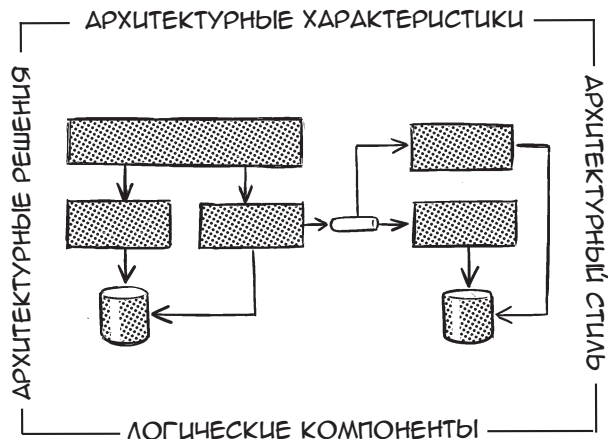 АРХИТЕКТУРНЫЕ ХАРАКТЕРИСТИКИ
АРХИТЕКТУРНЫЕ РЕШЕНИЯ
АРХИТЕКТУРНЫЙ СТИЛЬ
ЛОГИЧЕСКИЕ КОМПОНЕНТЫ